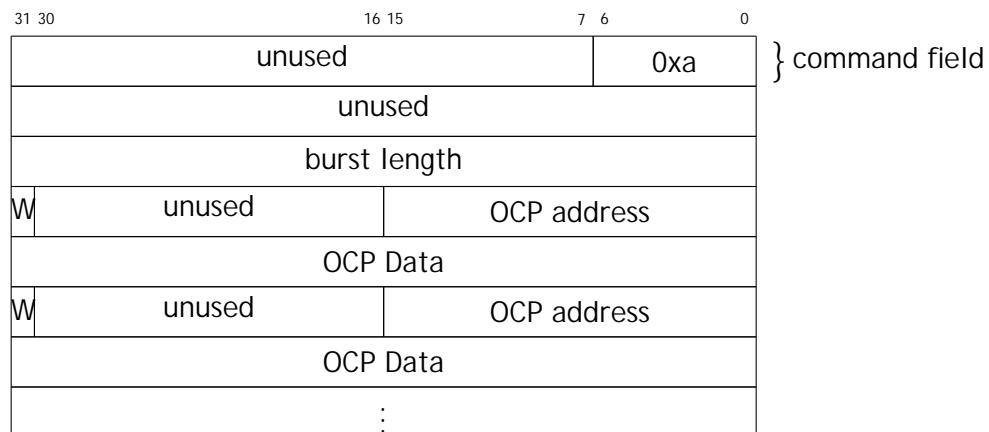 31 30 16 15 7 6 0
unused 0xa } command field
unused
burst length
W unused OCP address
OCP Data
W unused OCP address
OCP Data
⋮